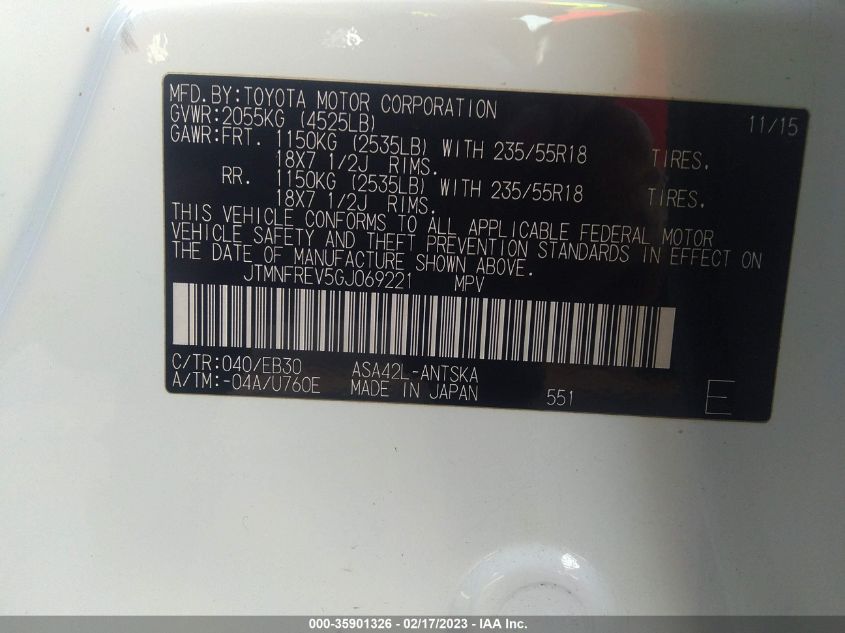 MFD.BY:TOYOTA MOTOR CORPORATION 11/15
GVWR:2055KG (4525LB)
GAWR:FRT. 1150KG (2535LB) WITH 235/55R18 TIRES.
18X7 1/2J RIMS.
RR. 1150KG (2535LB) WITH 235/55R18 TIRES.
18X7 1/2J RIMS.
THIS VEHICLE CONFORMS TO ALL APPLICABLE FEDERAL MOTOR
VEHICLE SAFETY AND THEFT PREVENTION STANDARDS IN EFFECT ON
THE DATE OF MANUFACTURE SHOWN ABOVE.
JTMNFREV5GJ069221 MPV
C/TR:040/EB30 ASA42L-ANTSKA
A/TM:-04A/U760E MADE IN JAPAN 551 E
000-35901326 - 02/17/2023 - IAA Inc.